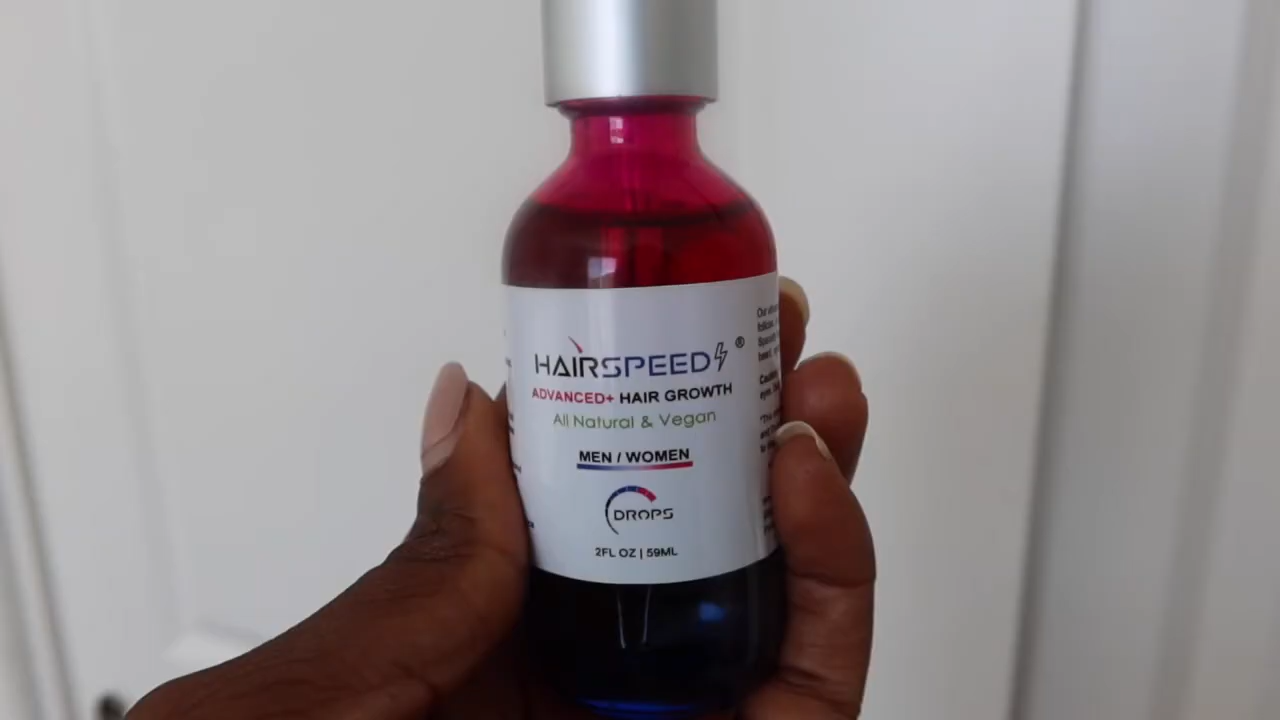 HAIRSPEED ®
ADVANCED+ HAIR GROWTH
All Natural & Vegan
MEN / WOMEN
DROPS
2FL OZ | 59ML